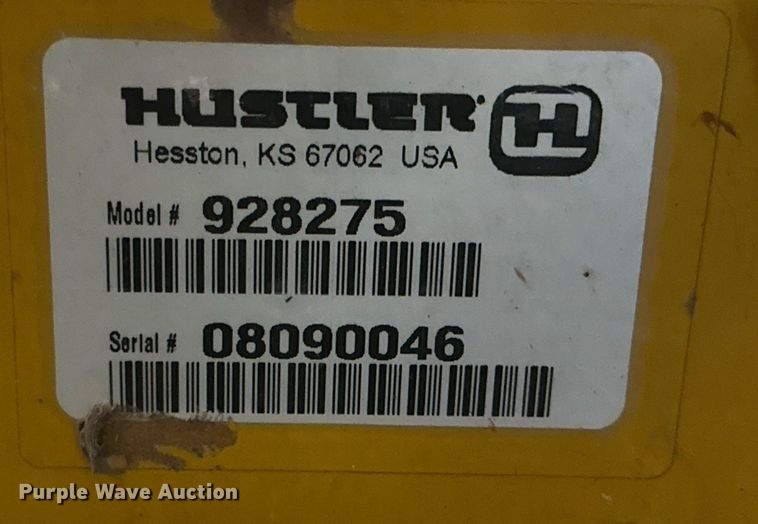 HUSTLER H
Hesston, KS 67062 USA
Model # 928275
Serial # 08090046
Purple Wave Auction